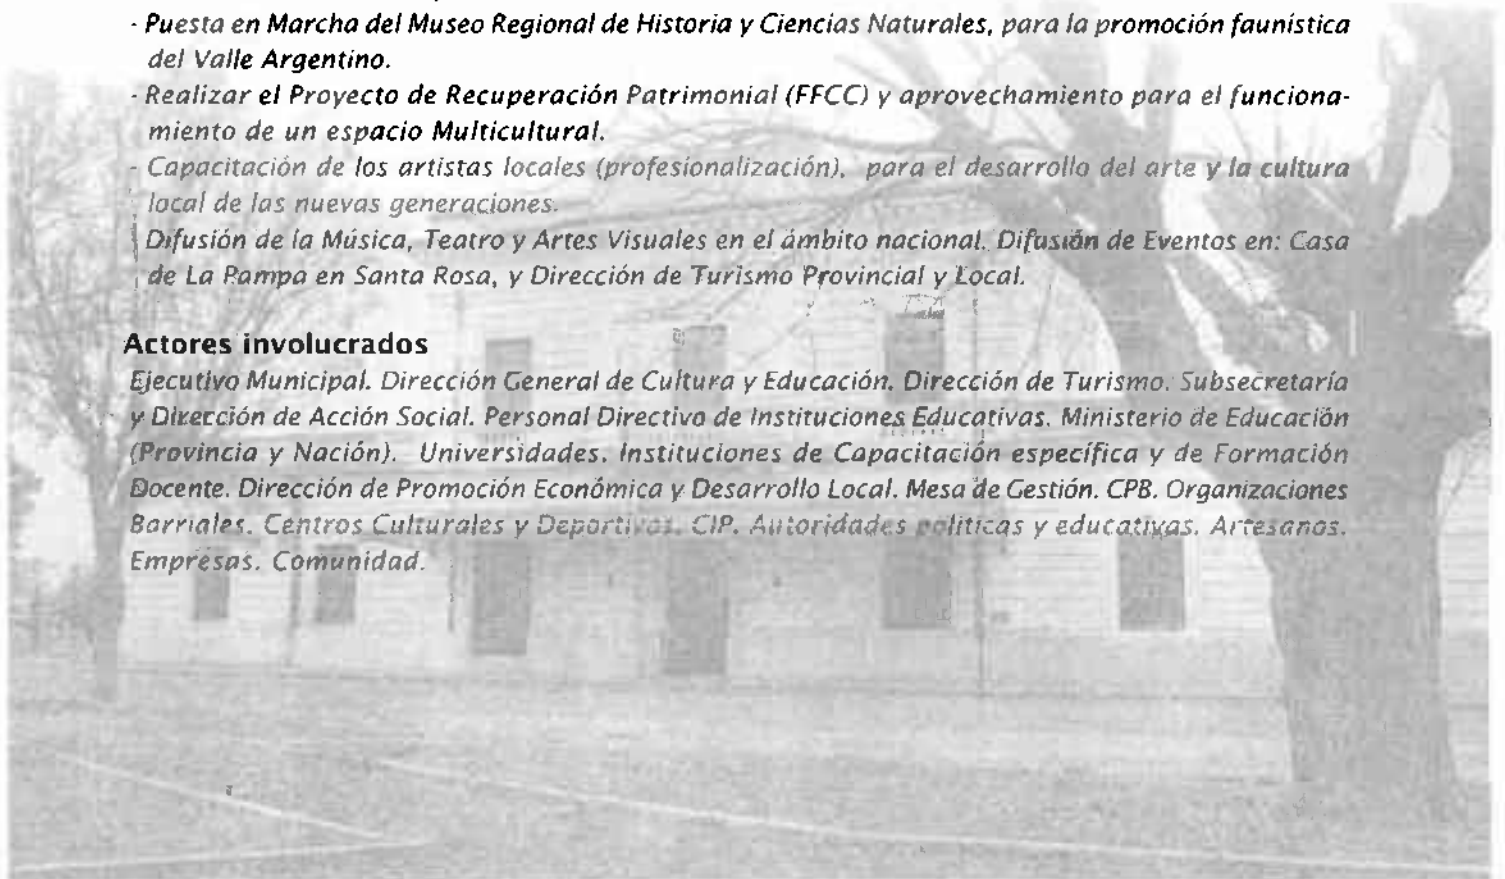 - Puesta en Marcha del Museo Regional de Historia y Ciencias Naturales, para la promoción faunística
del Valle Argentino.
- Realizar el Proyecto de Recuperación Patrimonial (FFCC) y aprovechamiento para el funciona-
miento de un espacio Multicultural.
- Capacitación de los artistas locales (profesionalización), para el desarrollo del arte y la cultura
local de las nuevas generaciones.
Difusión de la Música, Teatro y Artes Visuales en el ámbito nacional. Difusión de Eventos en: Casa
de La Pampa en Santa Rosa, y Dirección de Turismo Provincial y Local.
Actores involucrados
Ejecutivo Municipal. Dirección General de Cultura y Educación. Dirección de Turismo. Subsecretaría
y Dirección de Acción Social. Personal Directivo de Instituciones Educativas. Ministerio de Educación
(Provincia y Nación). Universidades. Instituciones de Capacitación específica y de Formación
Docente. Dirección de Promoción Económica y Desarrollo Local. Mesa de Gestión. CPB. Organizaciones
Barriales. Centros Culturales y Deportivos. CIP. Autoridades políticas y educativas. Artesanos.
Empresas. Comunidad.